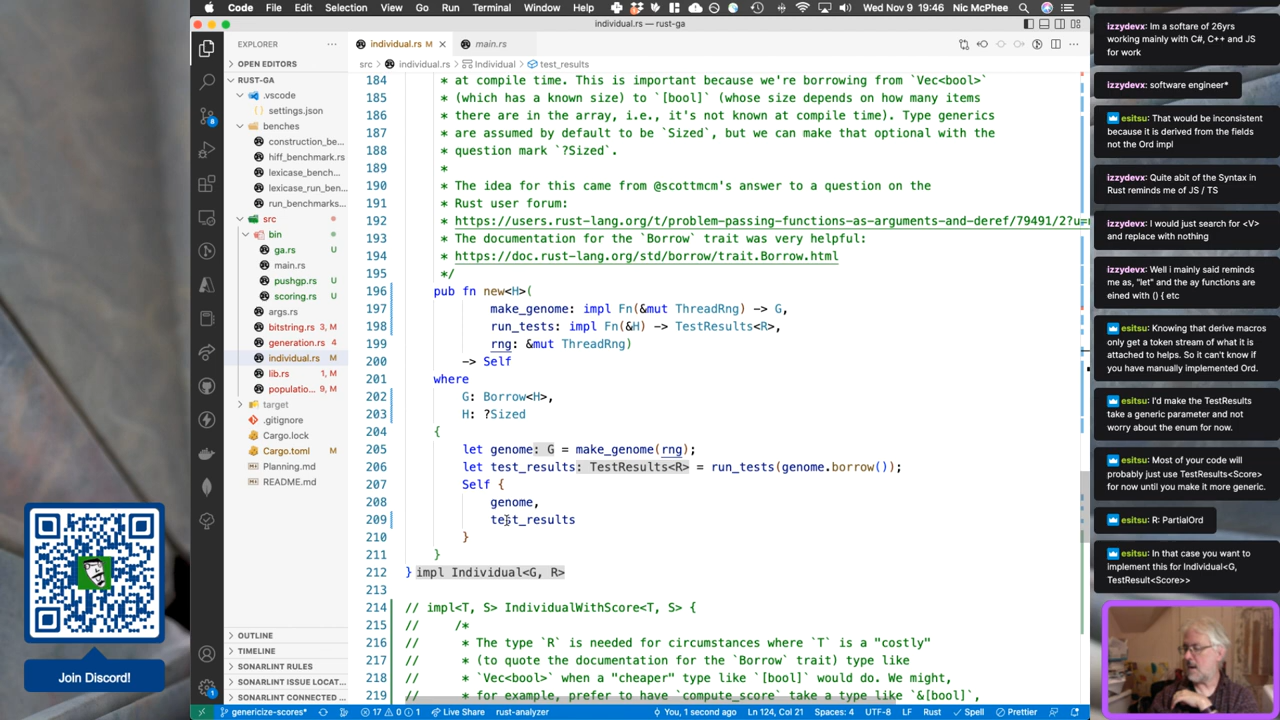 Code File Edit Selection View Go Run Terminal Window Help Wed Nov 9 19:46 Nic McPhee
individual.rs — rust-ga
EXPLORER
OPEN EDITORS
RUST-GA
.vscode
settings.json
benches
construction_be...
hiff_benchmark.rs
lexicase_bench...
lexicase_run_ben...
run_benchmarks...
src
bin
ga.rs U
main.rs
pushgp.rs U
scoring.rs U
args.rs
bitstring.rs 3, M
generation.rs 4
individual.rs M
lib.rs 1, M
populatio... 9, M
target
.gitignore
Cargo.lock
Cargo.toml M
Planning.md
README.md
OUTLINE
TIMELINE
SONARLINT RULES
SONARLINT ISSUE LOCAT...
SONARLINT CONNECTED ...
individual.rs M
main.rs
src > individual.rs > Individual > test_results
184 * at compile time. This is important because we're borrowing from `Vec<bool>`
185 * (which has a known size) to `[bool]` (whose size depends on how many items
186 * there are in the array, i.e., it's not known at compile time). Type generics
187 * are assumed by default to be `Sized`, but we can make that optional with the
188 * question mark `?Sized`.
189 *
190 * The idea for this came from @scottmcm's answer to a question on the
191 * Rust user forum:
192 * https://users.rust-lang.org/t/problem-passing-functions-as-arguments-and-deref/79491/2?u=
193 * The documentation for the `Borrow` trait was very helpful:
194 * https://doc.rust-lang.org/std/borrow/trait.Borrow.html
195 */
196 pub fn new<H>(
197 make_genome: impl Fn(&mut ThreadRng) -> G,
198 run_tests: impl Fn(&H) -> TestResults<R>,
199 rng: &mut ThreadRng)
200 -> Self
201 where
202 G: Borrow<H>,
203 H: ?Sized
204 {
205 let genome: G = make_genome(rng);
206 let test_results: TestResults<R> = run_tests(genome.borrow());
207 Self {
208 genome,
209 test_results
210 }
211 }
212 } impl Individual<G, R>
213
214 // impl<T, S> IndividualWithScore<T, S> {
215 // /*
216 // * The type `R` is needed for circumstances where `T` is a "costly"
217 // * (to quote the documentation for the `Borrow` trait) type like
218 // * `Vec<bool>` when a "cheaper" type like `[bool]` would do. We might,
219 // * for example, prefer to have `compute_score` take a type like `&[bool]`,
genericize-scores* 17 0 1 Live Share rust-analyzer You, 1 second ago Ln 124, Col 21 Spaces: 4 UTF-8 LF Rust Spell Prettier
Join Discord!
izzydevx: Im a softare of 26yrs
working mainly with C#, C++ and JS
for work
izzydevx: software engineer*
esitsu: That would be inconsistent
because it is derived from the fields
not the Ord impl
izzydevx: Quite abit of the Syntax in
Rust reminds me of JS / TS
izzydevx: I would just search for <V>
and replace with nothing
izzydevx: Well i mainly said reminds
me as, "let" and the ay functions are
eined with () { etc
esitsu: Knowing that derive macros
only get a token stream of what it is
attached to helps. So it can't know if
you have manually implemented Ord.
esitsu: I'd make the TestResults
take a generic parameter and not
worry about the enum for now.
esitsu: Most of your code will
probably just use TestResults<Score>
for now until you make it more generic.
esitsu: R: PartialOrd
esitsu: In that case you want to
implement this for Individual<G,
TestResult<Score>>